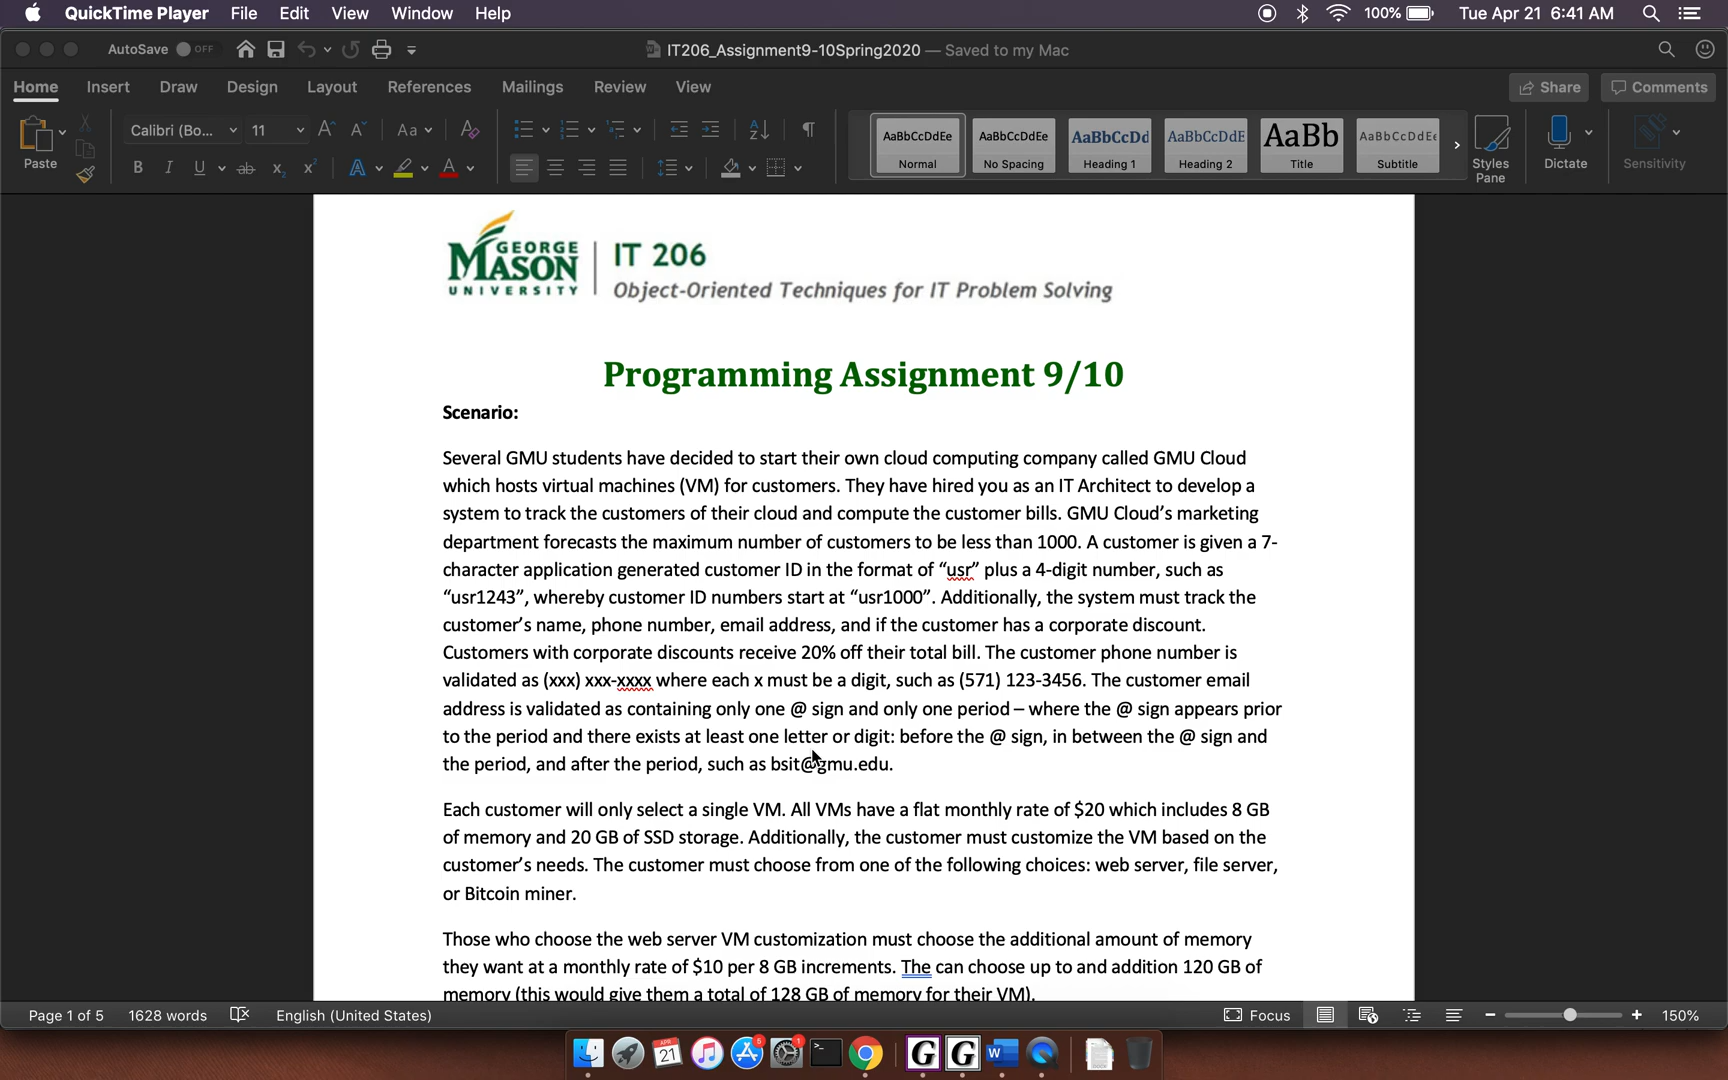 QuickTime Player File Edit View Window Help 100% Tue Apr 21 6:41 AM
AutoSave OFF IT206_Assignment9-10Spring2020 — Saved to my Mac
Home Insert Draw Design Layout References Mailings Review View Share Comments
Paste Calibri (Bo... 11 Aa
AaBbCcDdEe AaBbCcDdEe AaBbCcDd AaBbCcDdE AaBb AaBbCcDdEe
Normal No Spacing Heading 1 Heading 2 Title Subtitle
Styles Pane Dictate Sensitivity
GEORGE MASON UNIVERSITY
IT 206
Object-Oriented Techniques for IT Problem Solving
Programming Assignment 9/10
Scenario:
Several GMU students have decided to start their own cloud computing company called GMU Cloud
which hosts virtual machines (VM) for customers. They have hired you as an IT Architect to develop a
system to track the customers of their cloud and compute the customer bills. GMU Cloud’s marketing
department forecasts the maximum number of customers to be less than 1000. A customer is given a 7-
character application generated customer ID in the format of “usr” plus a 4-digit number, such as
“usr1243”, whereby customer ID numbers start at “usr1000”. Additionally, the system must track the
customer’s name, phone number, email address, and if the customer has a corporate discount.
Customers with corporate discounts receive 20% off their total bill. The customer phone number is
validated as (xxx) xxx-xxxx where each x must be a digit, such as (571) 123-3456. The customer email
address is validated as containing only one @ sign and only one period – where the @ sign appears prior
to the period and there exists at least one letter or digit: before the @ sign, in between the @ sign and
the period, and after the period, such as bsit@gmu.edu.
Each customer will only select a single VM. All VMs have a flat monthly rate of $20 which includes 8 GB
of memory and 20 GB of SSD storage. Additionally, the customer must customize the VM based on the
customer’s needs. The customer must choose from one of the following choices: web server, file server,
or Bitcoin miner.
Those who choose the web server VM customization must choose the additional amount of memory
they want at a monthly rate of $10 per 8 GB increments. The can choose up to and addition 120 GB of
memory (this would give them a total of 128 GB of memory for their VM).
Page 1 of 5 1628 words English (United States) Focus 150%